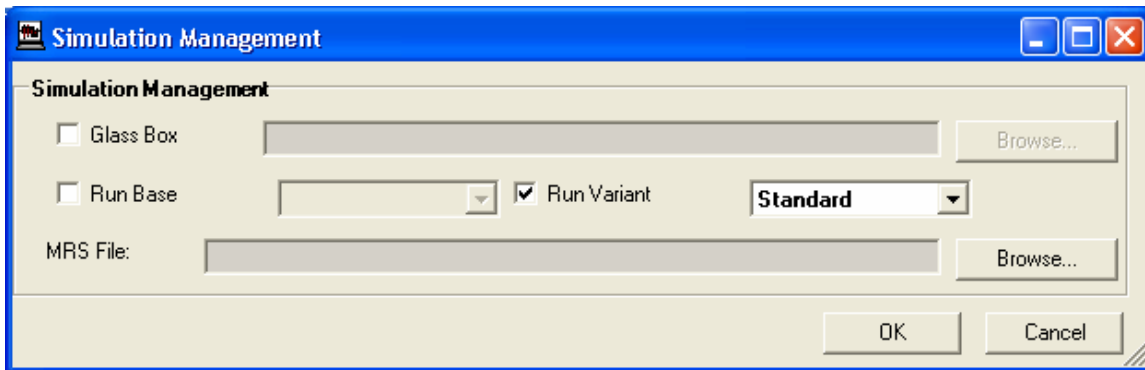 Simulation Management
Simulation Management
Glass Box Browse...
Run Base Run Variant Standard
MRS File: Browse...
OK Cancel